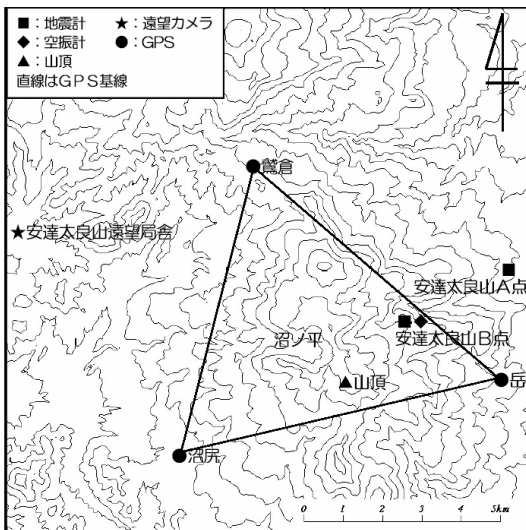 ■：地震計 ★：遠望カメラ
◆：空振計 ●：GPS
▲：山頂
直線はGPS基線
鷲倉
安達太良山遠望局舎
安達太良山A点
沼ノ平
安達太良山B点
山頂
岳
沼尻
0 1 2 3 4 5km